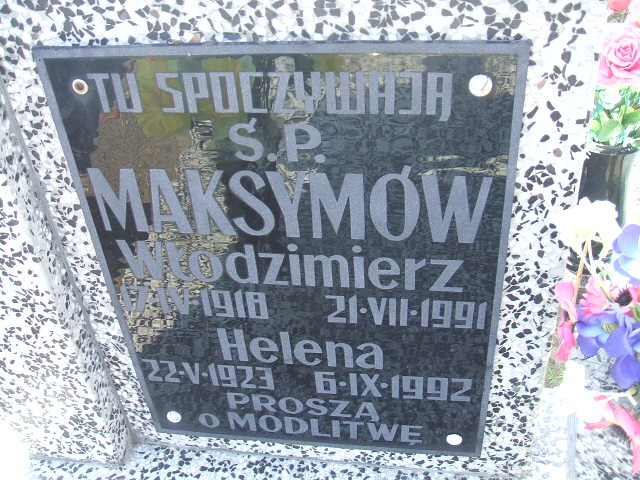 TU SPOCZYWAJĄ
Ś.P.
MAKSYMÓW
Włodzimierz
17·IV·1918 21·VII·1991
Helena
22·V·1923 6·IX·1992
PROSZĄ
O MODLITWĘ